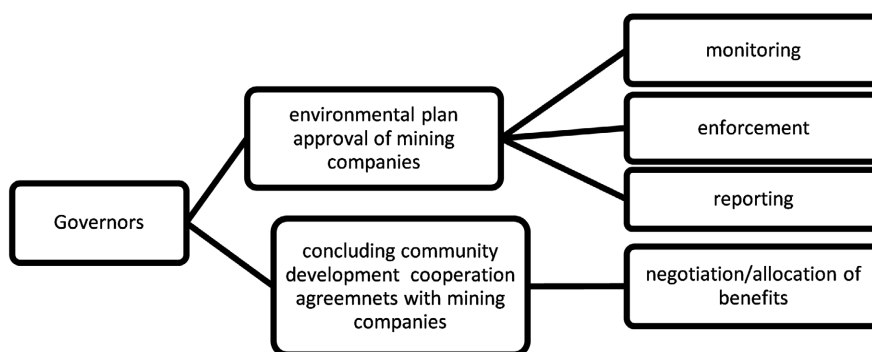 Governors
environmental plan
approval of mining
companies
concluding community
development cooperation
agreemnets with mining
companies
monitoring
enforcement
reporting
negotiation/allocation of
benefits